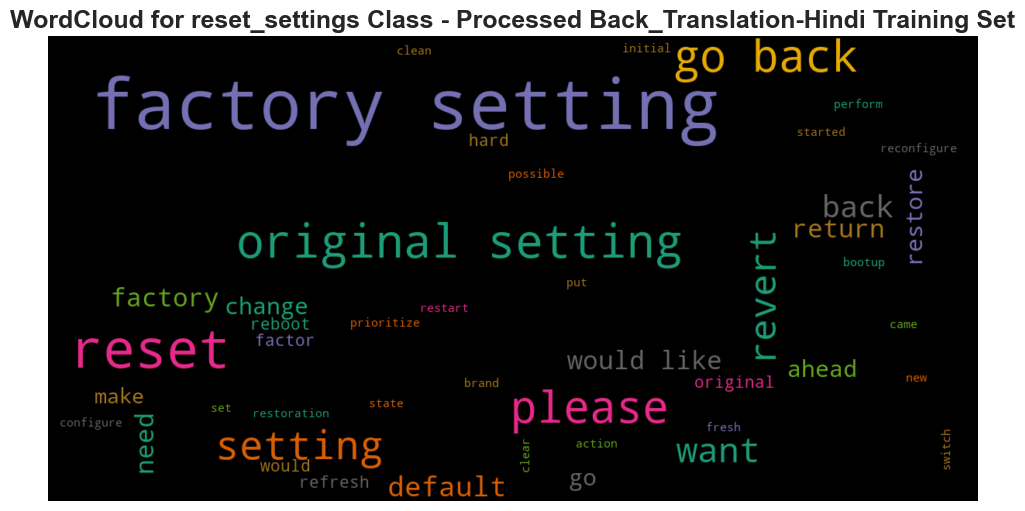 WordCloud for reset_settings Class - Processed Back_Translation-Hindi Training Set
clean
initial
go back
factory setting
perform
hard
started
reconfigure
possible
restore
back
return
original setting
revert
bootup
put
factory
change
restart
reboot
prioritize
came
factor
reset
would like
ahead
original
new
brand
make
please
set
restoration
state
configure
need
fresh
setting
clear
action
want
switch
would
refresh
default
go